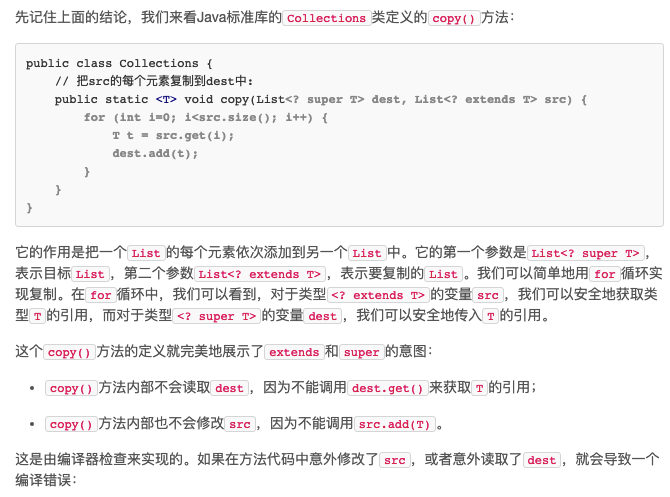 先记住上面的结论，我们来看Java标准库的Collections类定义的copy()方法：
public class Collections {
    // 把src的每个元素复制到dest中:
    public static <T> void copy(List<? super T> dest, List<? extends T> src) {
        for (int i=0; i<src.size(); i++) {
            T t = src.get(i);
            dest.add(t);
        }
    }
}
它的作用是把一个List的每个元素依次添加到另一个List中。它的第一个参数是List<? super T>，
表示目标List，第二个参数List<? extends T>，表示要复制的List。我们可以简单地用for循环实
现复制。在for循环中，我们可以看到，对于类型<? extends T>的变量src，我们可以安全地获取类
型T的引用，而对于类型<? super T>的变量dest，我们可以安全地传入T的引用。
这个copy()方法的定义就完美地展示了extends和super的意图：
• copy()方法内部不会读取dest，因为不能调用dest.get()来获取T的引用；
• copy()方法内部也不会修改src，因为不能调用src.add(T)。
这是由编译器检查来实现的。如果在方法代码中意外修改了src，或者意外读取了dest，就会导致一个
编译错误：